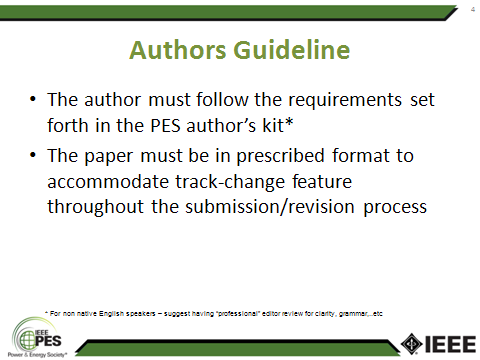 4
Authors Guideline
• The author must follow the requirements set
forth in the PES author’s kit*
• The paper must be in prescribed format to
accommodate track-change feature
throughout the submission/revision process
* For non native English speakers – suggest having “professional” editor review for clarity, grammar,..etc
IEEE
PES
Power & Energy Society®
IEEE